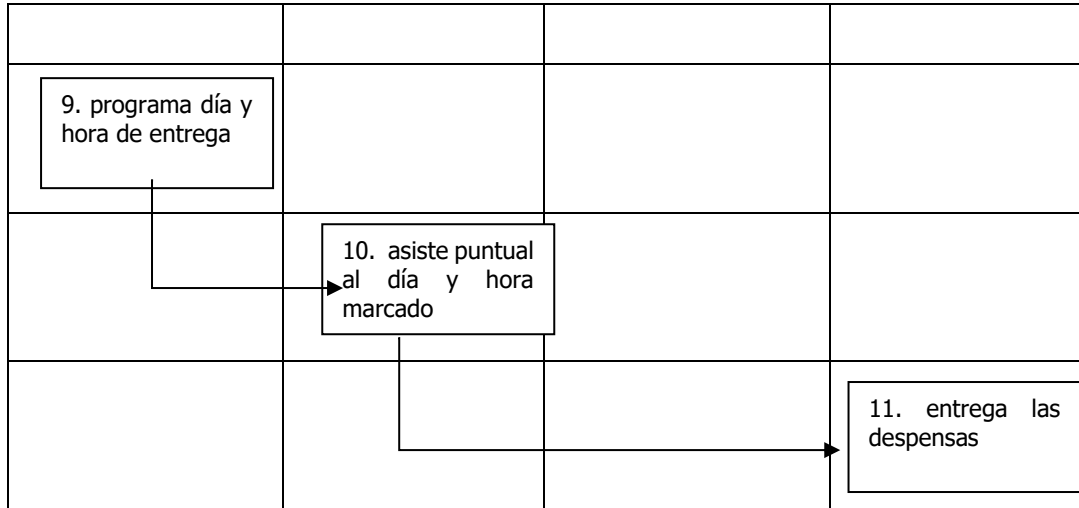 9. programa día y
hora de entrega
10. asiste puntual
al día y hora
marcado
11. entrega las
despensas